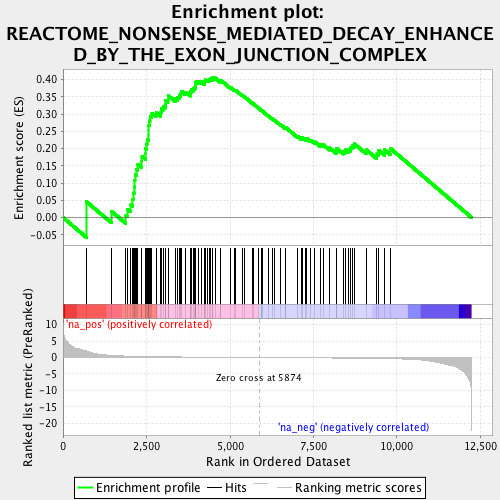 Enrichment plot:
REACTOME_NONSENSE_MEDIATED_DECAY_ENHANCE
D_BY_THE_EXON_JUNCTION_COMPLEX
Enrichment score (ES)
0.40
0.35
0.30
0.25
0.20
0.15
0.10
0.05
0.00
-0.05
'na_pos' (positively correlated)
Ranked list metric (PreRanked)
10
5
0
-5
-10
-15
-20
Zero cross at 5874
'na_neg' (negatively correlated)
0
2,500
5,000
7,500
10,000
12,500
Rank in Ordered Dataset
Enrichment profile
Hits
Ranking metric scores